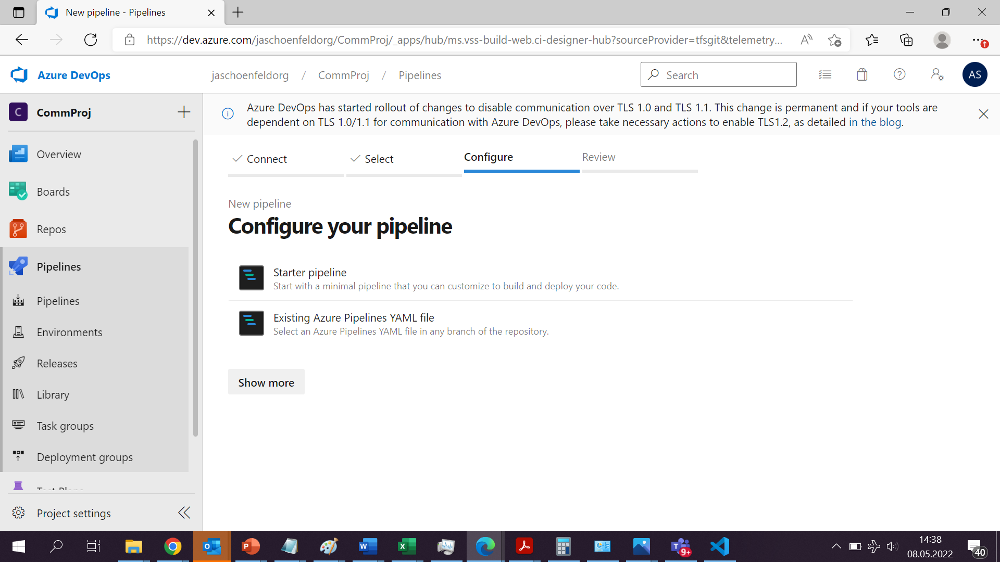 New pipeline - Pipelines
https://dev.azure.com/jaschoenfeldorg/CommProj/_apps/hub/ms.vss-build-web.ci-designer-hub?sourceProvider=tfsgit&telemetry...
Azure DevOps
jaschoenfeldorg / CommProj / Pipelines
Search
AS
C CommProj
Azure DevOps has started rollout of changes to disable communication over TLS 1.0 and TLS 1.1. This change is permanent and if your tools are
dependent on TLS 1.0/1.1 for communication with Azure DevOps, please take necessary actions to enable TLS1.2, as detailed in the blog.
Overview
Boards
Repos
Pipelines
Pipelines
Environments
Releases
Library
Task groups
Deployment groups
Test Plans
Project settings
Connect
Select
Configure
Review
New pipeline
Configure your pipeline
Starter pipeline
Start with a minimal pipeline that you can customize to build and deploy your code.
Existing Azure Pipelines YAML file
Select an Azure Pipelines YAML file in any branch of the repository.
Show more
9+
14:38
08.05.2022
40